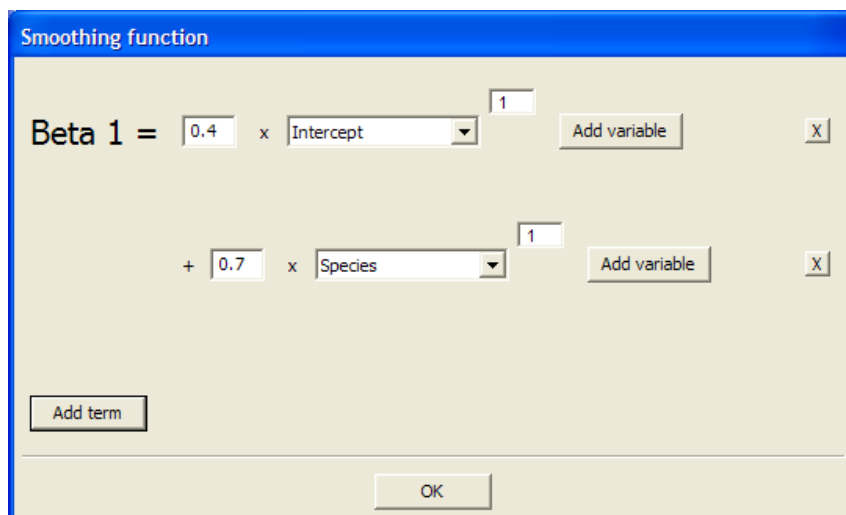 Smoothing function
1
Beta 1 = 0.4 x Intercept Add variable X
1
+ 0.7 x Species Add variable X
Add term
OK